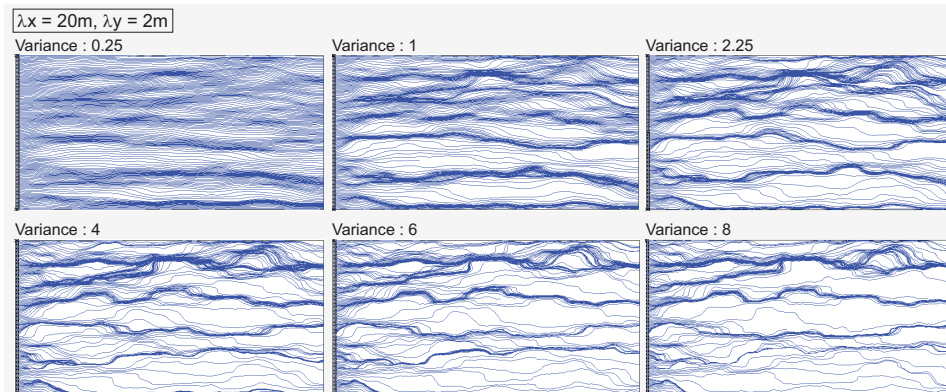 λx = 20m, λy = 2m
Variance : 0.25
Variance : 1
Variance : 2.25
Variance : 4
Variance : 6
Variance : 8